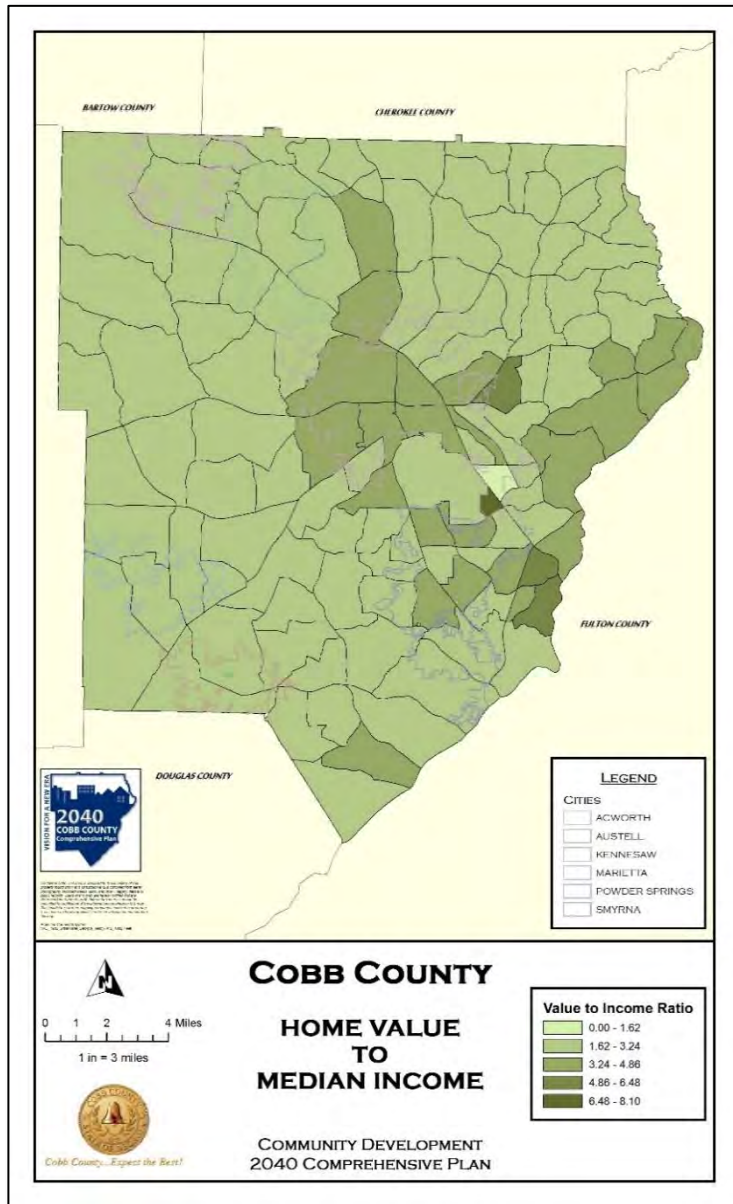 BARTOW COUNTY
CHEROKEE COUNTY
FULTON COUNTY
DOUGLAS COUNTY
VISION FOR A NEW ERA
2040
COBB COUNTY
Comprehensive Plan
LEGEND
CITIES
ACWORTH
AUSTELL
KENNESAW
MARIETTA
POWDER SPRINGS
SMYRNA
N
0 1 2 4 Miles
1 in = 3 miles
Cobb County...Expect the Best!
COBB COUNTY
HOME VALUE
TO
MEDIAN INCOME
COMMUNITY DEVELOPMENT
2040 COMPREHENSIVE PLAN
Value to Income Ratio
0.00 - 1.62
1.62 - 3.24
3.24 - 4.86
4.86 - 6.48
6.48 - 8.10